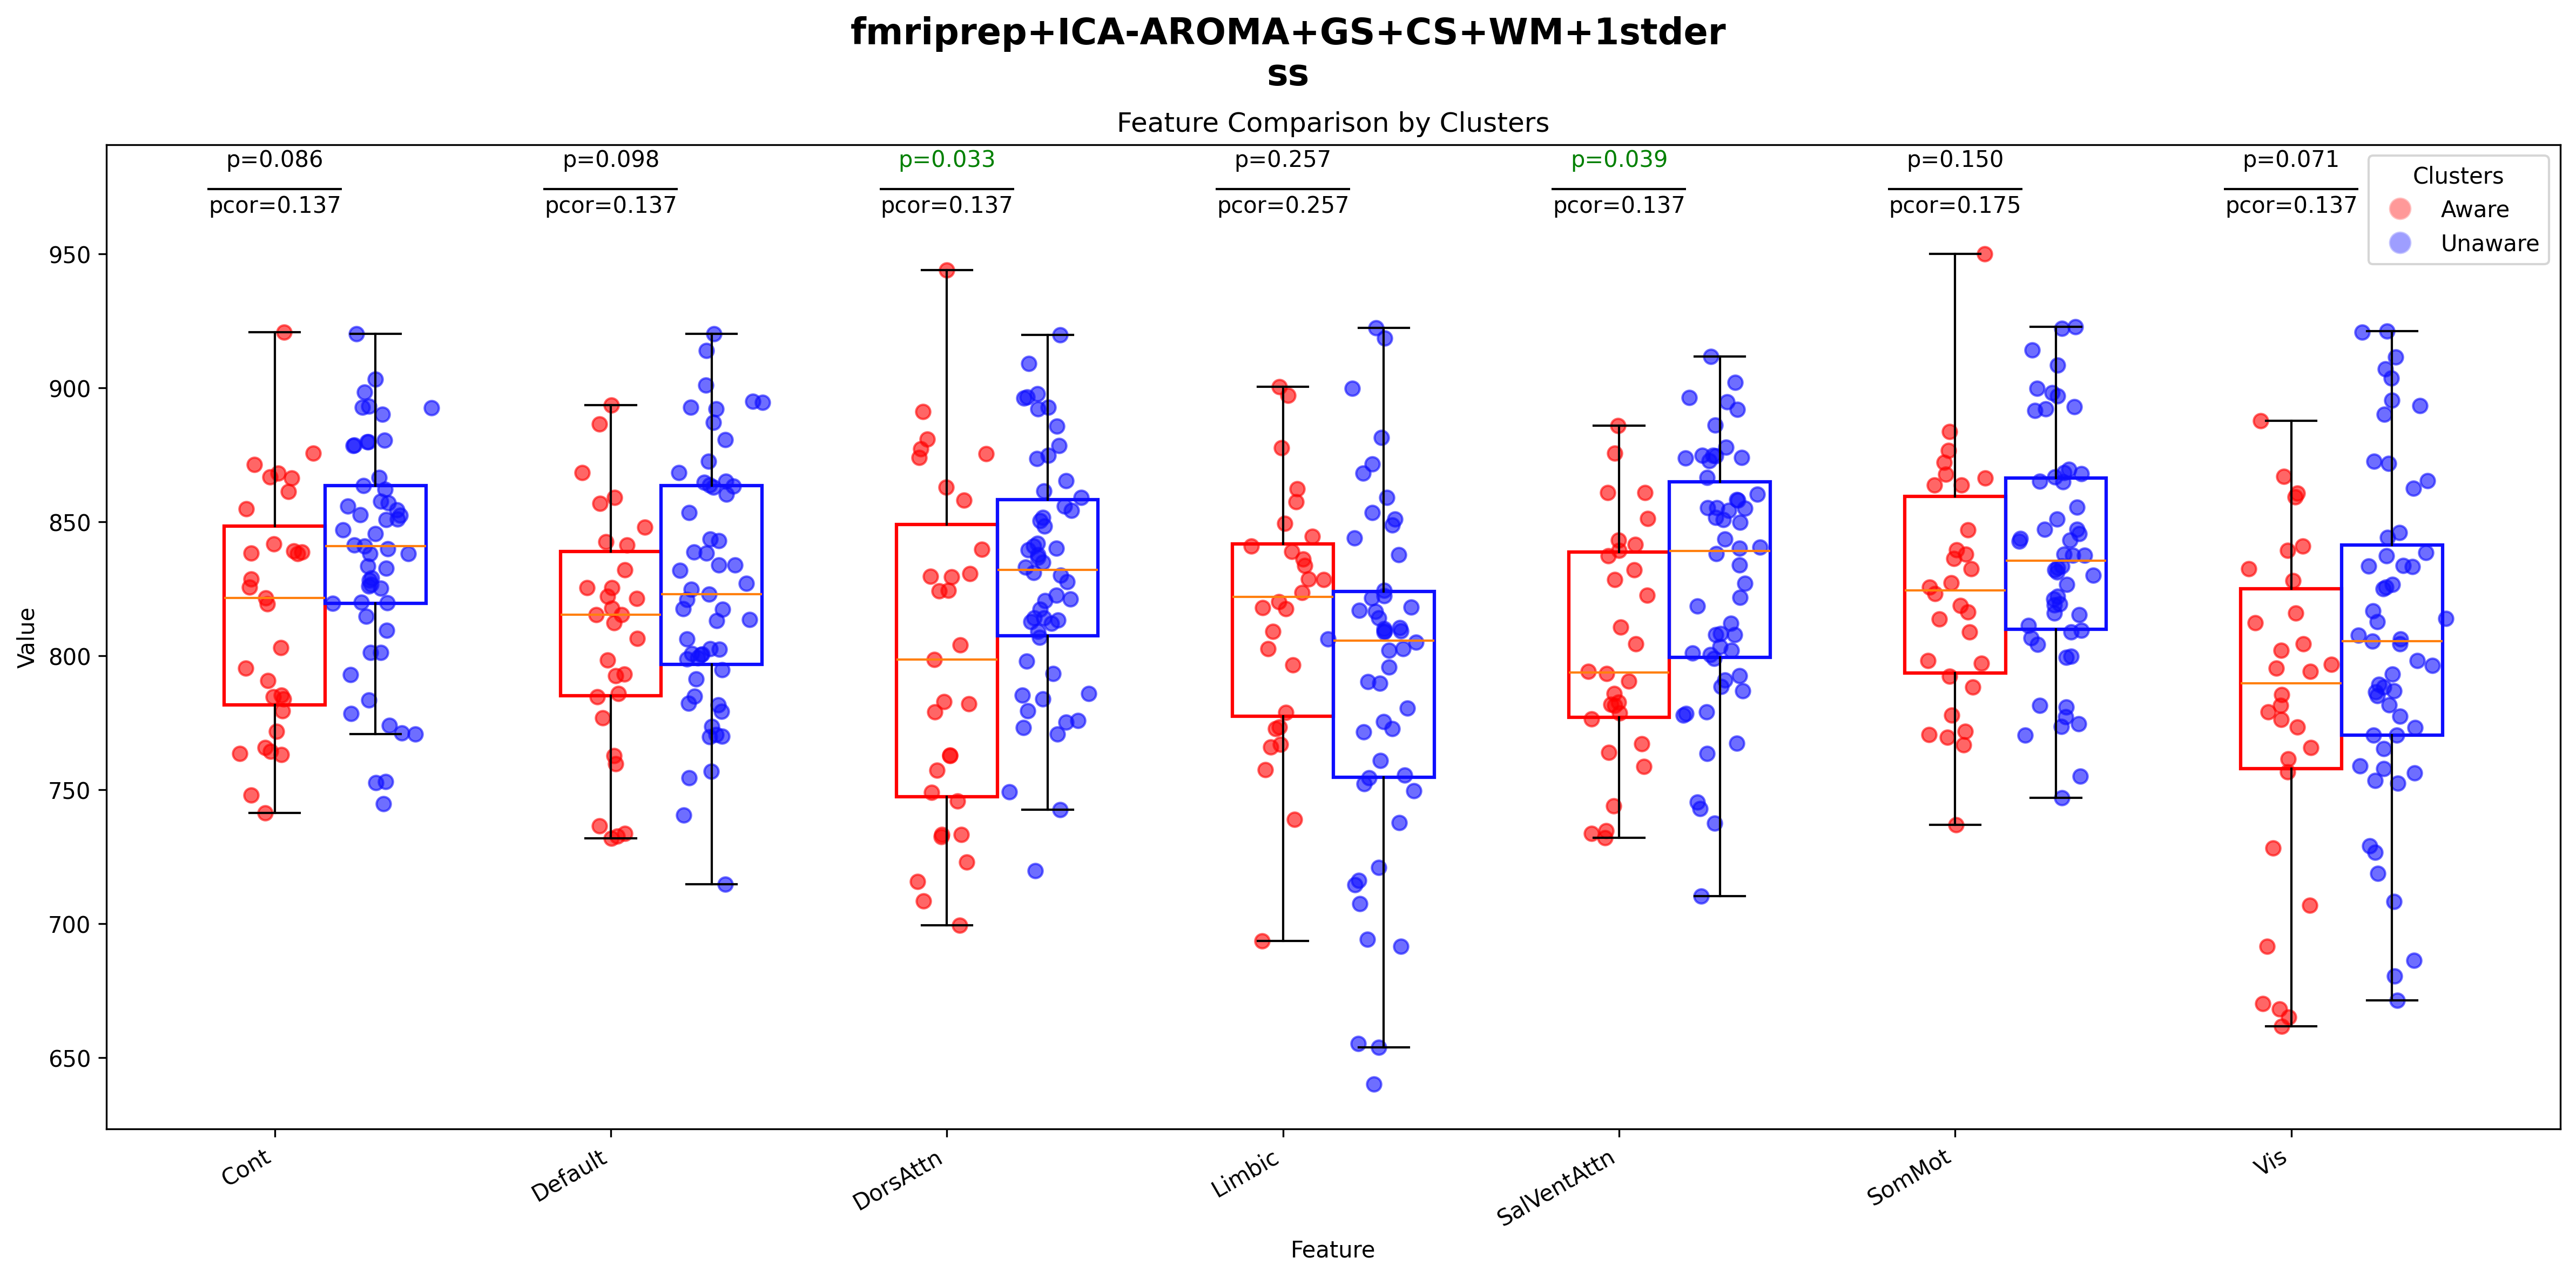 fmriprep+ICA-AROMA+GS+CS+WM+1stder
ss
Feature Comparison by Clusters
p=0.086 p=0.098 p=0.033 p=0.257 p=0.039 p=0.150 p=0.071
pcor=0.137 pcor=0.137 pcor=0.137 pcor=0.257 pcor=0.137 pcor=0.175 pcor=0.137
Clusters
Aware
Unaware
950
900
850
800
750
700
650
Value
Cont Default DorsAttn Limbic SalVentAttn SomMot Vis
Feature